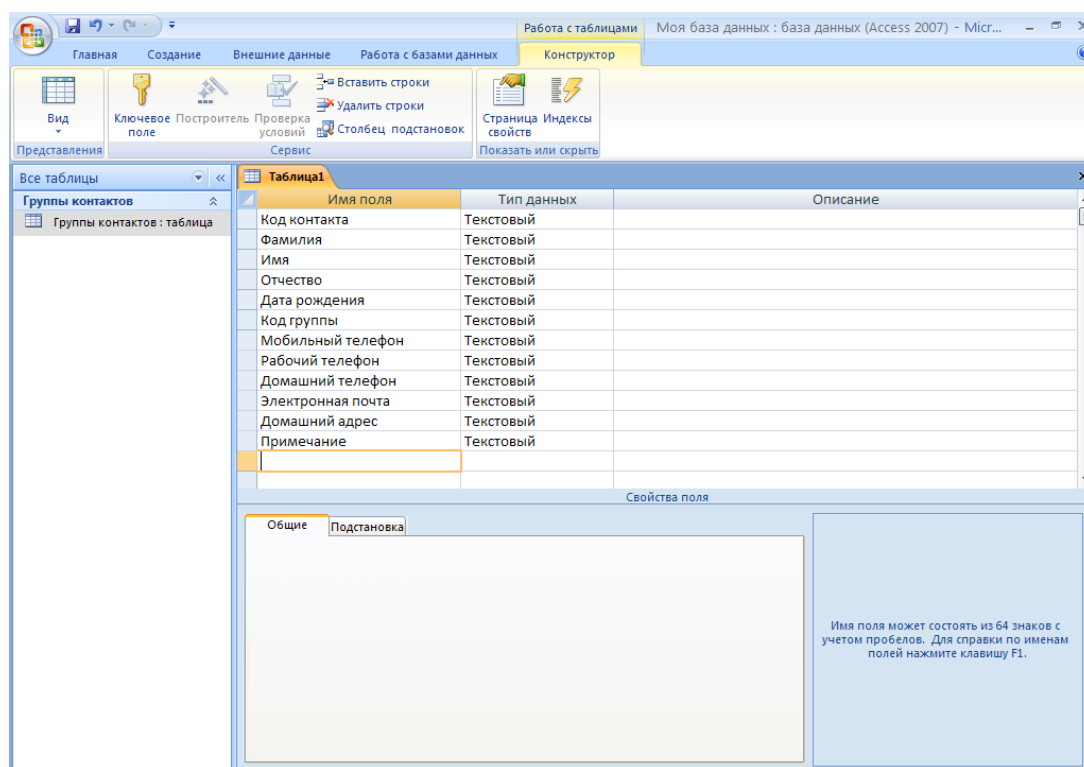 Работа с таблицами
Моя база данных : база данных (Access 2007) - Micr...
Главная Создание Внешние данные Работа с базами данных Конструктор
Вид
Ключевое поле
Построитель
Проверка условий
Вставить строки
Удалить строки
Столбец подстановок
Страница свойств
Индексы
Представления Сервис Показать или скрыть
Все таблицы
Группы контактов
Группы контактов : таблица
Таблица1
Имя поля Тип данных Описание
Код контакта Текстовый
Фамилия Текстовый
Имя Текстовый
Отчество Текстовый
Дата рождения Текстовый
Код группы Текстовый
Мобильный телефон Текстовый
Рабочий телефон Текстовый
Домашний телефон Текстовый
Электронная почта Текстовый
Домашний адрес Текстовый
Примечание Текстовый
Свойства поля
Общие Подстановка
Имя поля может состоять из 64 знаков с
учетом пробелов. Для справки по именам
полей нажмите клавишу F1.